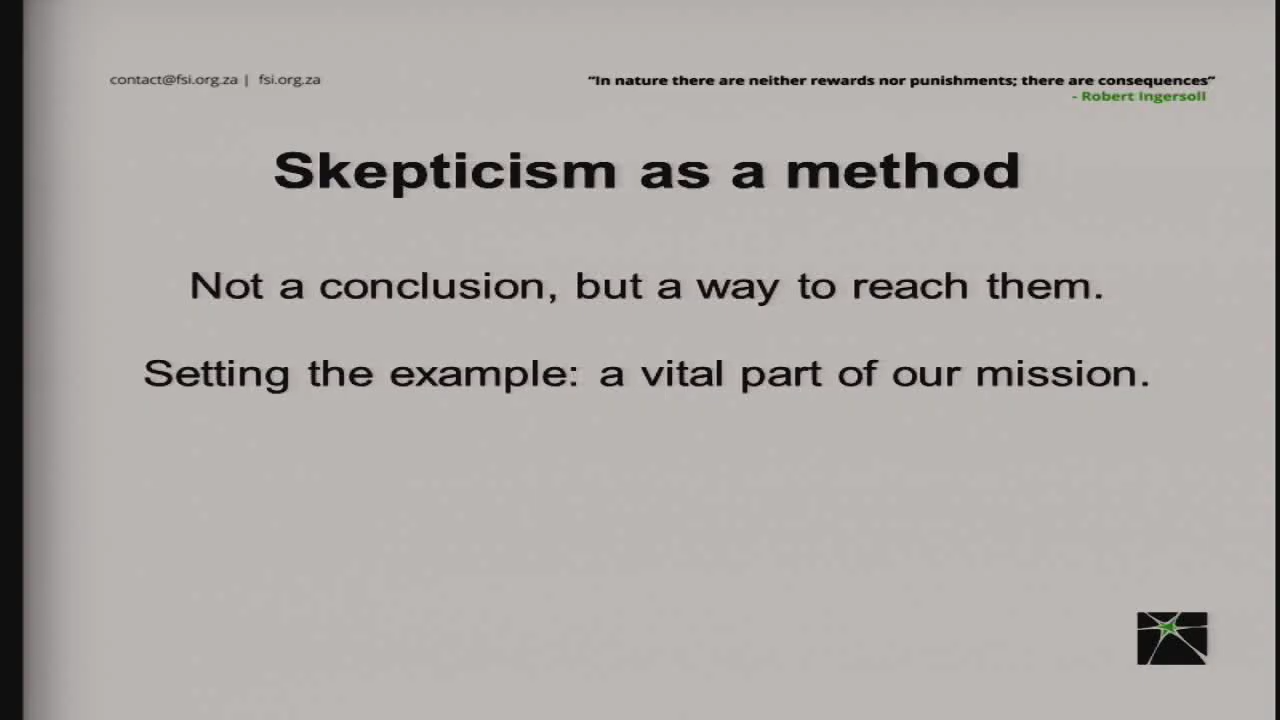 contact@fsi.org.za | fsi.org.za
“In nature there are neither rewards nor punishments; there are consequences”
- Robert Ingersoll
Skepticism as a method
Not a conclusion, but a way to reach them.
Setting the example: a vital part of our mission.